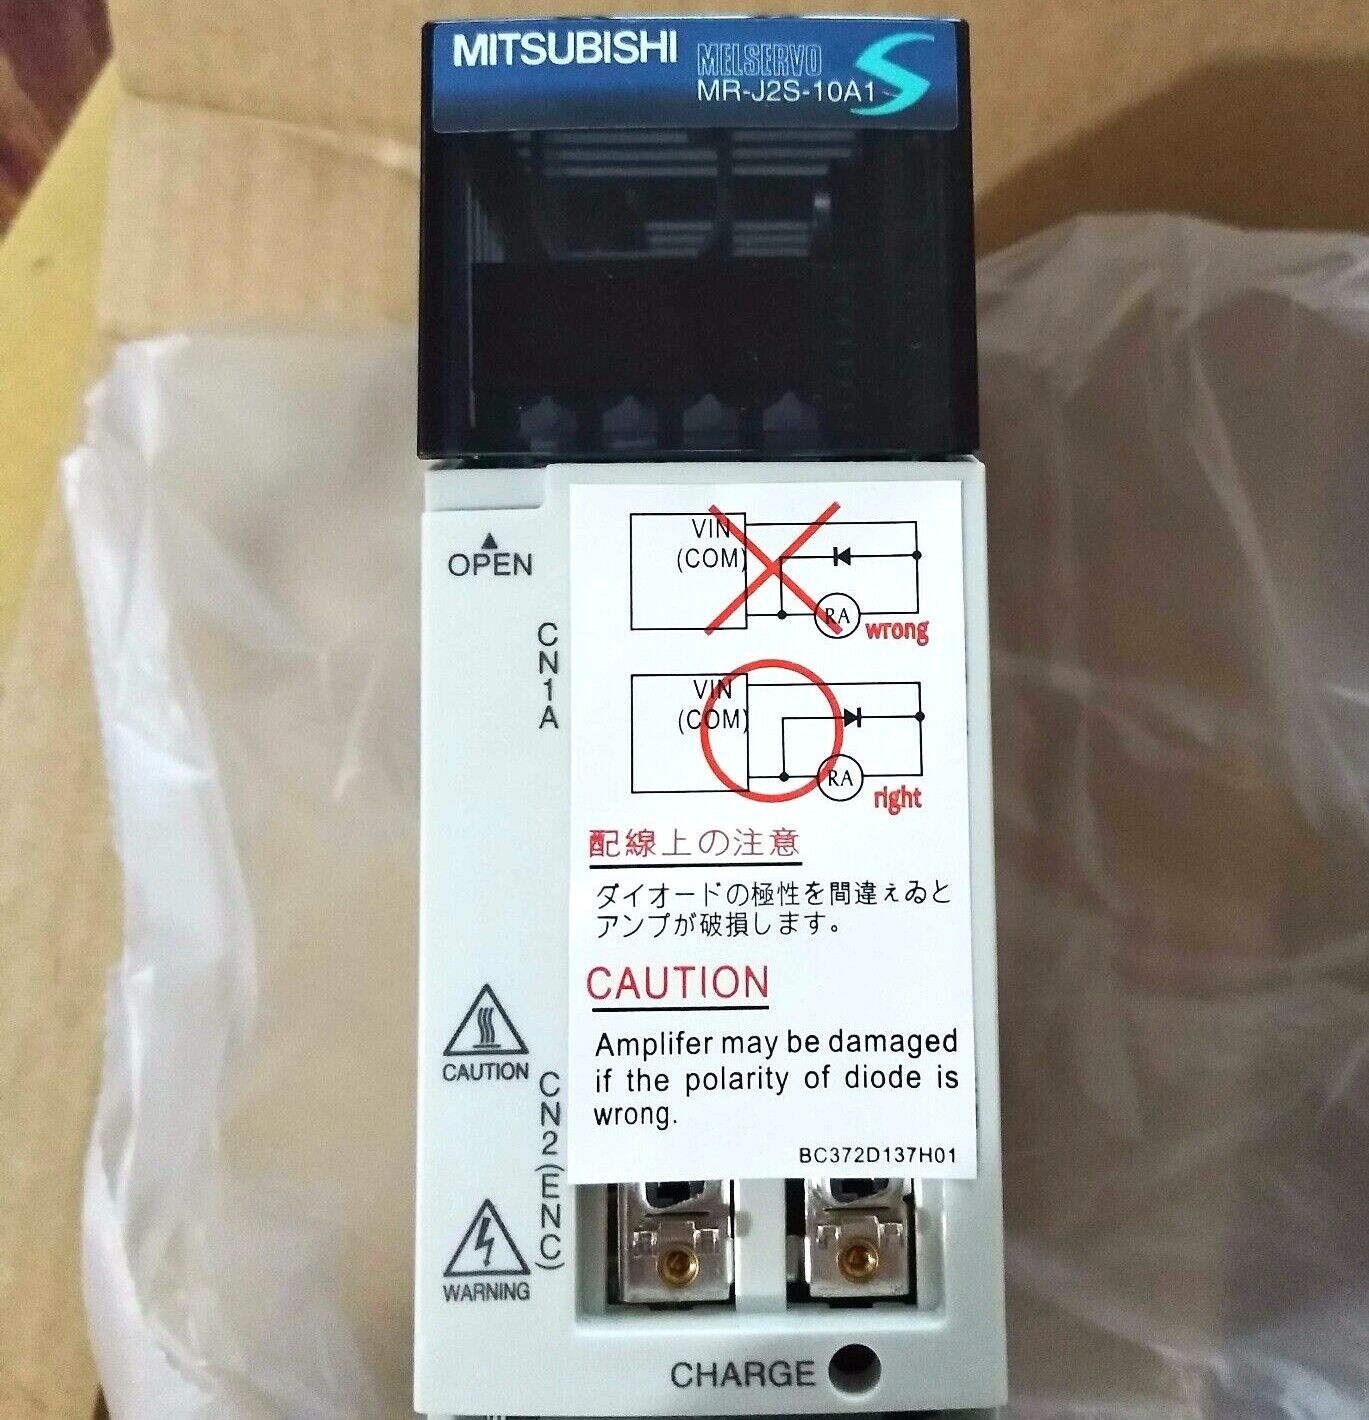 MITSUBISHI
MELSERVO
MR-J2S-10A1
OPEN
CN1A
VIN
(COM)
RA
wrong
VIN
(COM)
RA
right
配線上の注意
ダイオードの極性を間違えゐと
アンプが破損します。
CAUTION
Amplifer may be damaged
if the polarity of diode is
wrong.
BC372D137H01
CAUTION
CN2(ENC)
WARNING
CHARGE